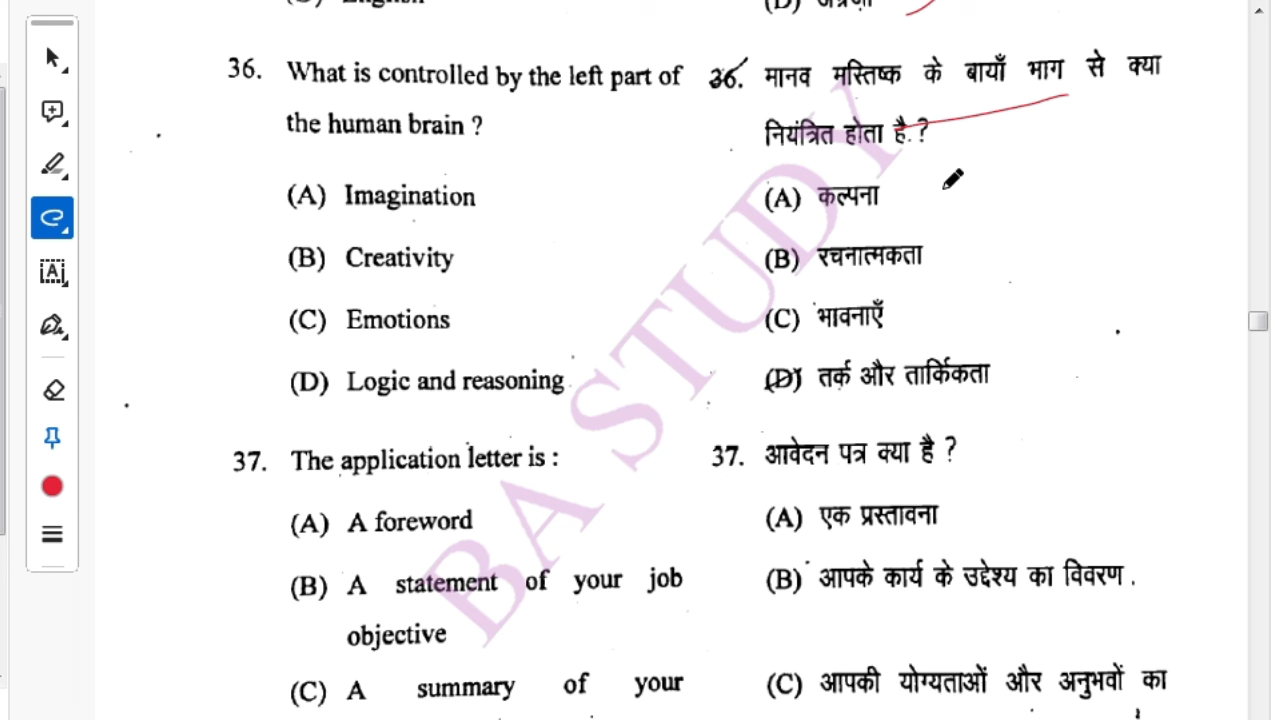 (D) अंग्रेज़ी
36. What is controlled by the left part of
the human brain ?
(A) Imagination
(B) Creativity
(C) Emotions
(D) Logic and reasoning
37. The application letter is :
(A) A foreword
(B) A statement of your job
objective
(C) A summary of your
36. मानव मस्तिष्क के बायाँ भाग से क्या
नियंत्रित होता है.?
(A) कल्पना
(B) रचनात्मकता
(C) भावनाएँ
(D) तर्क और तार्किकता
37. आवेदन पत्र क्या है ?
(A) एक प्रस्तावना
(B) आपके कार्य के उद्देश्य का विवरण .
(C) आपकी योग्यताओं और अनुभवों का
BA STUDY